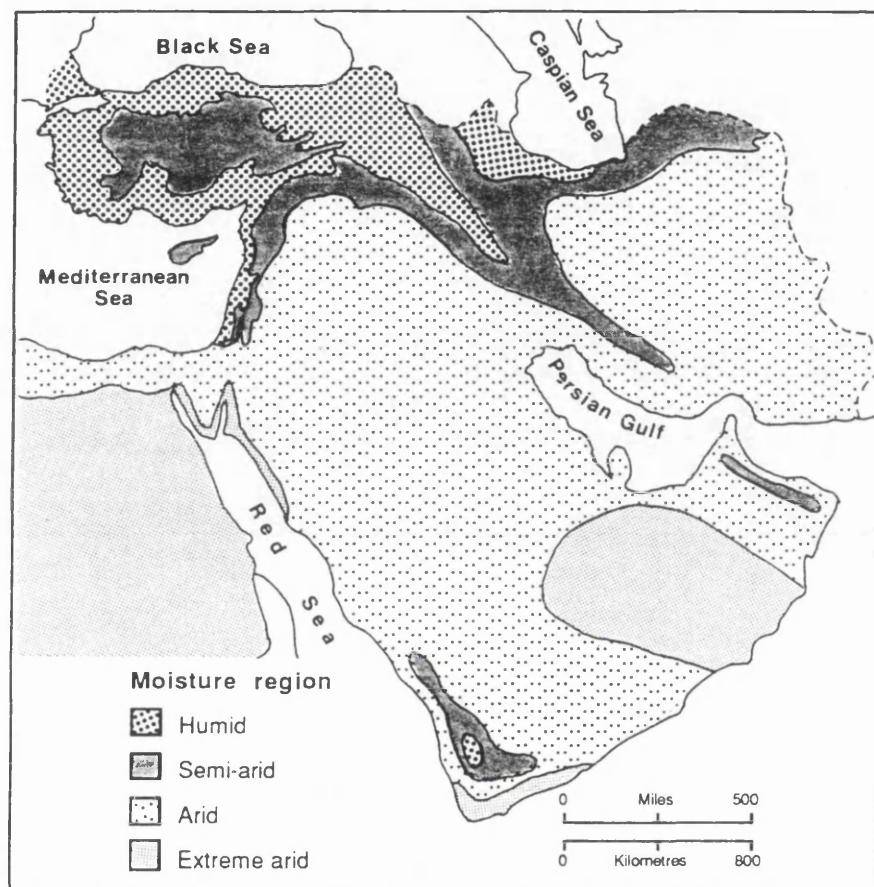 Black Sea
Caspian Sea
Mediterranean
Sea
Persian Gulf
Red Sea
Moisture region
Humid
Semi-arid
Arid
Extreme arid
0 Miles 500
0 Kilometres 800